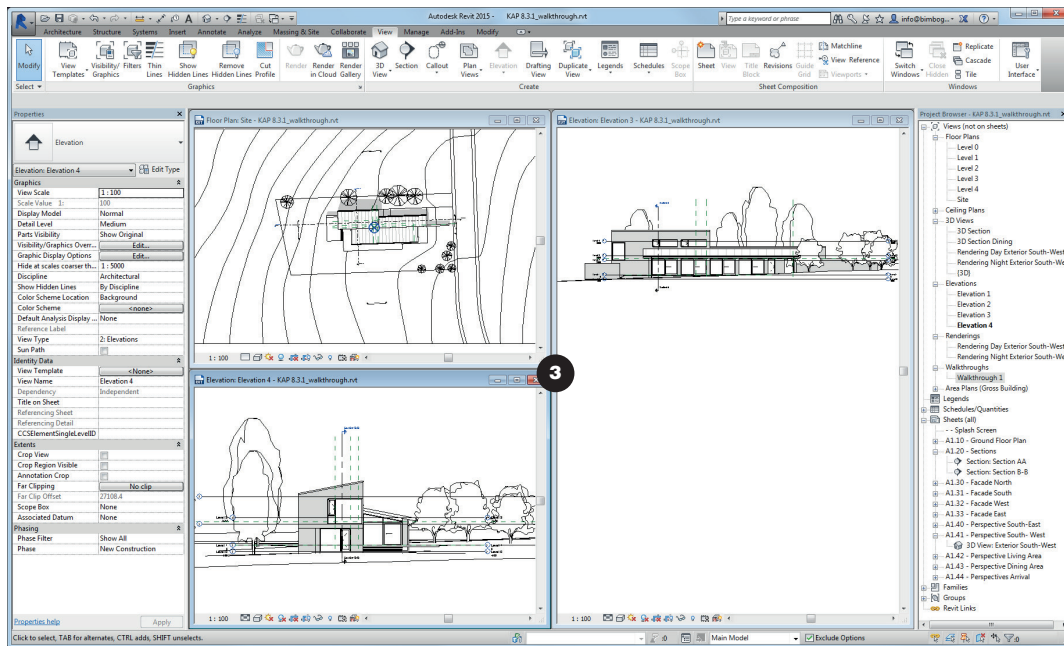 Autodesk Revit 2015 - KAP 8.3.1_walkthrough.rvt
Type a keyword or phrase
info@bimbog...
Architecture Structure Systems Insert Annotate Analyze Massing & Site Collaborate View Manage Add-Ins Modify
Modify
View Templates
Visibility/ Graphics
Filters
Thin Lines
Show Hidden Lines
Remove Hidden Lines
Cut Profile
Render
Render in Cloud
Render Gallery
3D View
Section
Callout
Plan Views
Elevation
Drafting View
Duplicate View
Legends
Schedules
Scope Box
Sheet
View
Title Block
Revisions
Guide Grid
Matchline
View Reference
Viewports
Switch Windows
Close Hidden
Replicate
Cascade
Tile
User Interface
Select
Graphics
Create
Sheet Composition
Windows
Properties
Elevation
Elevation: Elevation 4
Edit Type
Graphics
View Scale 1 : 100
Scale Value 1: 100
Display Model Normal
Detail Level Medium
Parts Visibility Show Original
Visibility/Graphics Overr... Edit...
Graphic Display Options Edit...
Hide at scales coarser th... 1 : 5000
Discipline Architectural
Show Hidden Lines By Discipline
Color Scheme Location Background
Color Scheme <none>
Default Analysis Display ... None
Reference Label
View Type 2: Elevations
Sun Path
Identity Data
View Template <None>
View Name Elevation 4
Dependency Independent
Title on Sheet
Referencing Sheet
Referencing Detail
CCSElementSingleLevelID
Extents
Crop View
Crop Region Visible
Annotation Crop
Far Clipping No clip
Far Clip Offset 27108.4
Scope Box None
Associated Datum None
Phasing
Phase Filter Show All
Phase New Construction
Properties help
Apply
Floor Plan: Site - KAP 8.3.1_walkthrough.rvt
1 : 100
Elevation: Elevation 4 - KAP 8.3.1_walkthrough.rvt
1 : 100
3
Elevation: Elevation 3 - KAP 8.3.1_walkthrough.rvt
1 : 100
Project Browser - KAP 8.3.1_walkthrough.rvt
Views (not on sheets)
Floor Plans
Level 0
Level 1
Level 2
Level 3
Level 4
Site
Ceiling Plans
3D Views
3D Section
3D Section Dining
Rendering Day Exterior South-West
Rendering Night Exterior South-We
{3D}
Elevations
Elevation 1
Elevation 2
Elevation 3
Elevation 4
Renderings
Rendering Day Exterior South-West
Rendering Night Exterior South-We
Walkthroughs
Walkthrough 1
Area Plans (Gross Building)
Legends
Schedules/Quantities
Sheets (all)
- - Splash Screen
A1.10 - Ground Floor Plan
A1.20 - Sections
Section: Section AA
Section: Section B-B
A1.30 - Facade North
A1.31 - Facade South
A1.32 - Facade West
A1.33 - Facade East
A1.40 - Perspective South-East
A1.41 - Perspective South- West
3D View: Exterior South-West
A1.42 - Perspective Living Area
A1.43 - Perspective Dining Area
A1.44 - Perspectives Arrival
Families
Groups
Revit Links
Click to select, TAB for alternates, CTRL adds, SHIFT unselects.
:0
Main Model
Exclude Options
:0